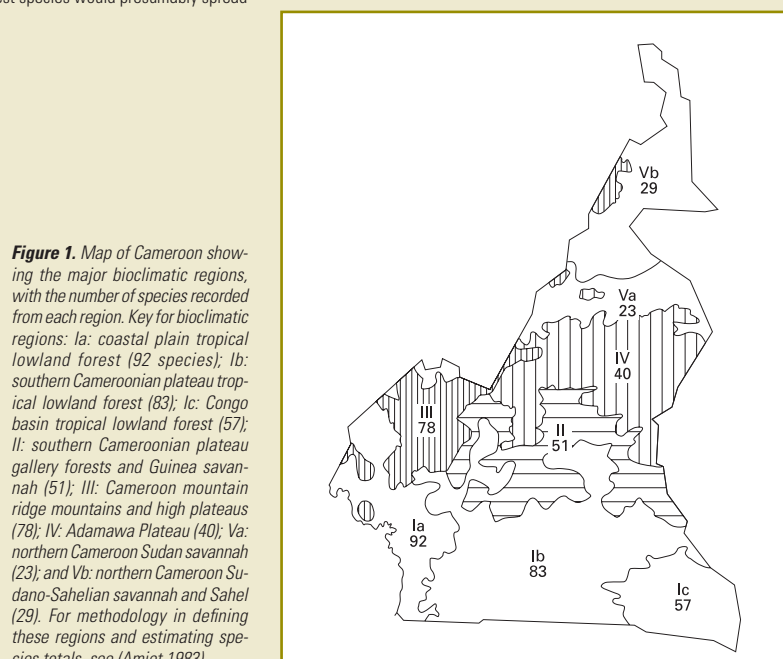 ost species would presumably spread
Figure 1. Map of Cameroon show-
ing the major bioclimatic regions,
with the number of species recorded
from each region. Key for bioclimatic
regions: Ia: coastal plain tropical
lowland forest (92 species); Ib:
southern Cameroonian plateau trop-
ical lowland forest (83); Ic: Congo
basin tropical lowland forest (57);
II: southern Cameroonian plateau
gallery forests and Guinea savan-
nah (51); III: Cameroon mountain
ridge mountains and high plateaus
(78); IV: Adamawa Plateau (40); Va:
northern Cameroon Sudan savannah
(23); and Vb: northern Cameroon Su-
dano-Sahelian savannah and Sahel
(29). For methodology in defining
these regions and estimating spe-
cies totals, see (Amiet 1983)
Vb
29
Va
23
IV
40
III
78
II
51
Ia
92
Ib
83
Ic
57